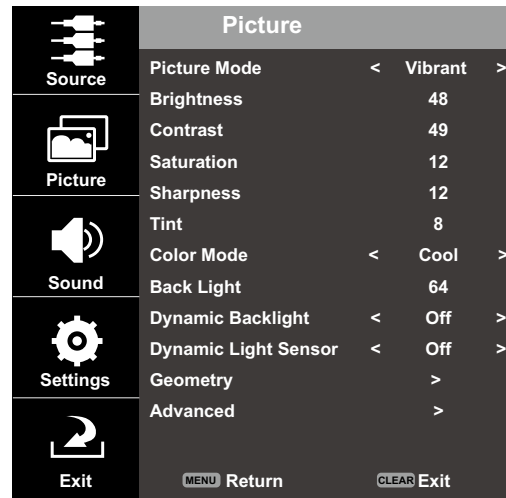 Source
Picture
Sound
Settings
Exit
Picture
Picture Mode < Vibrant >
Brightness 48
Contrast 49
Saturation 12
Sharpness 12
Tint 8
Color Mode < Cool >
Back Light 64
Dynamic Backlight < Off >
Dynamic Light Sensor < Off >
Geometry >
Advanced >
MENU Return CLEAR Exit